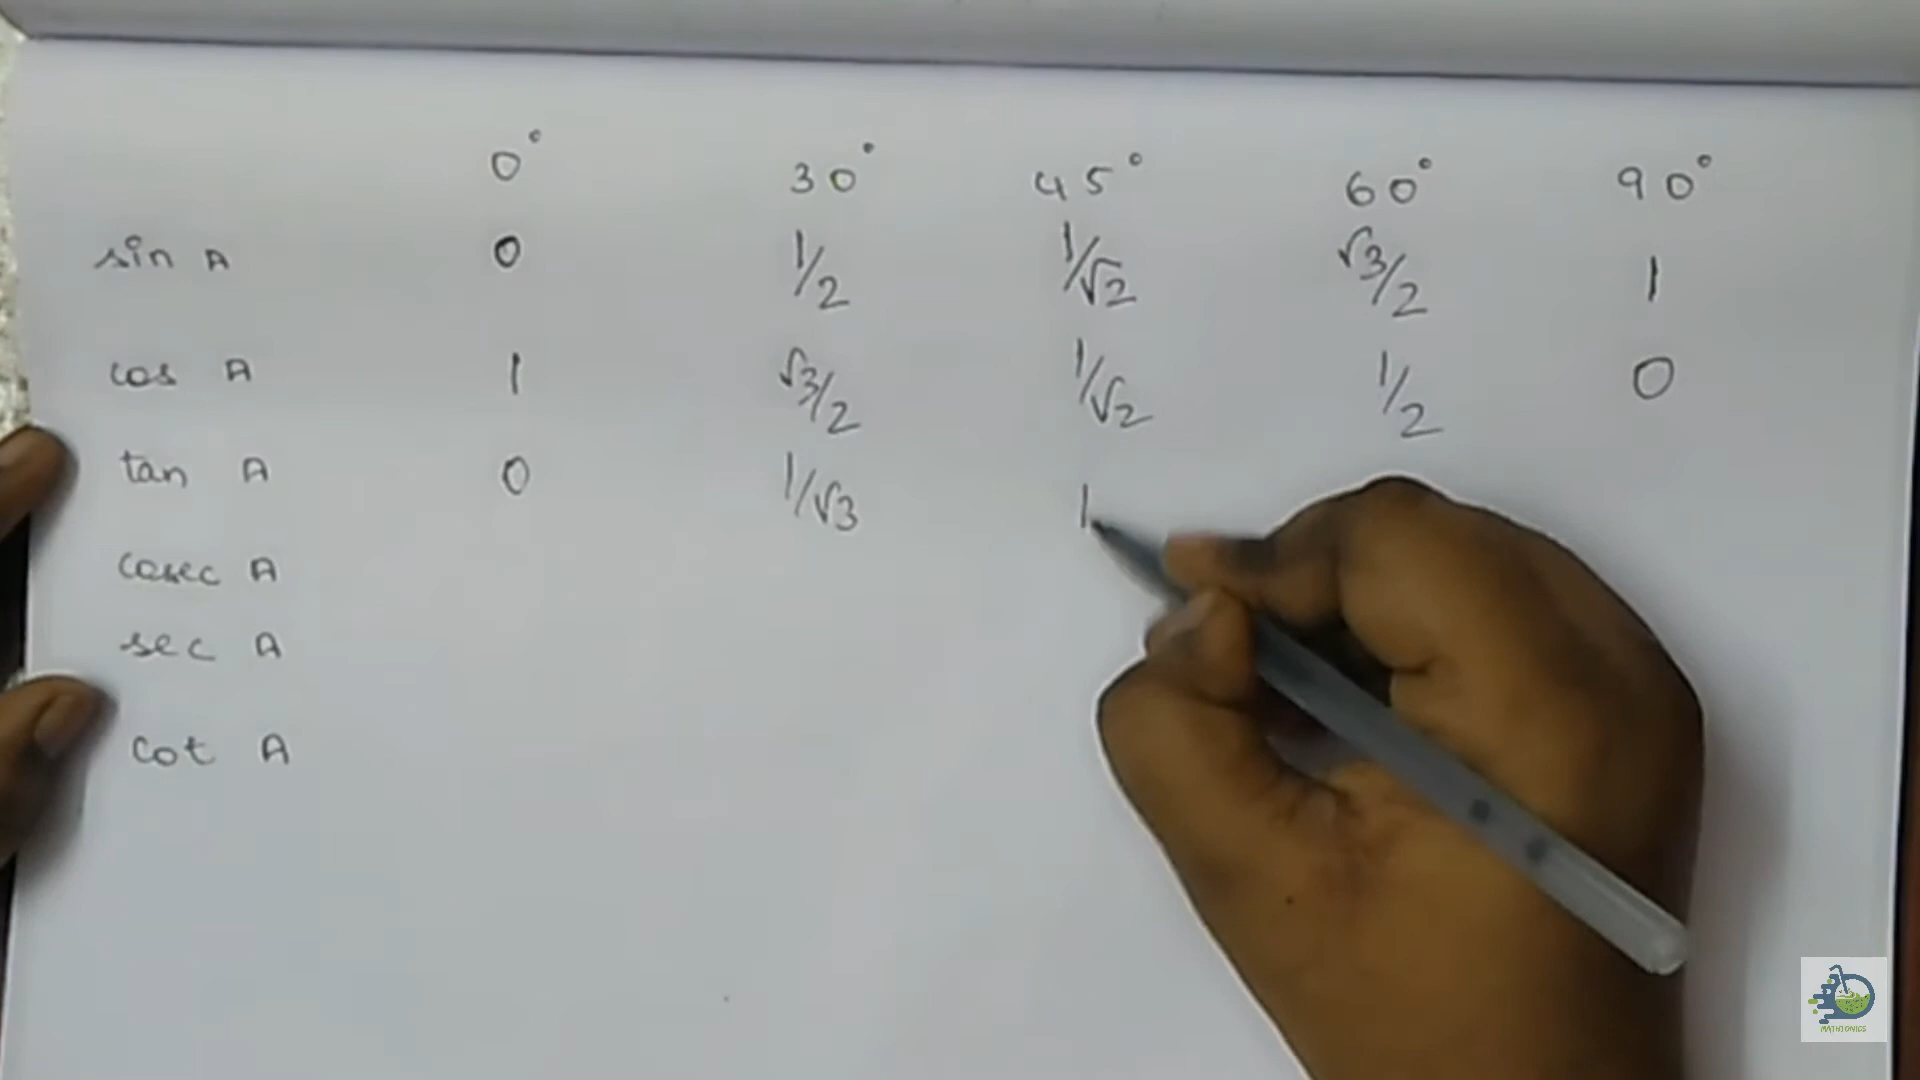 0° 30° 45° 60° 90°
sin A 0 1/2 1/√2 √3/2 1
cos A 1 √3/2 1/√2 1/2 0
tan A 0 1/√3 1
cosec A
sec A
cot A
MATHTONICS